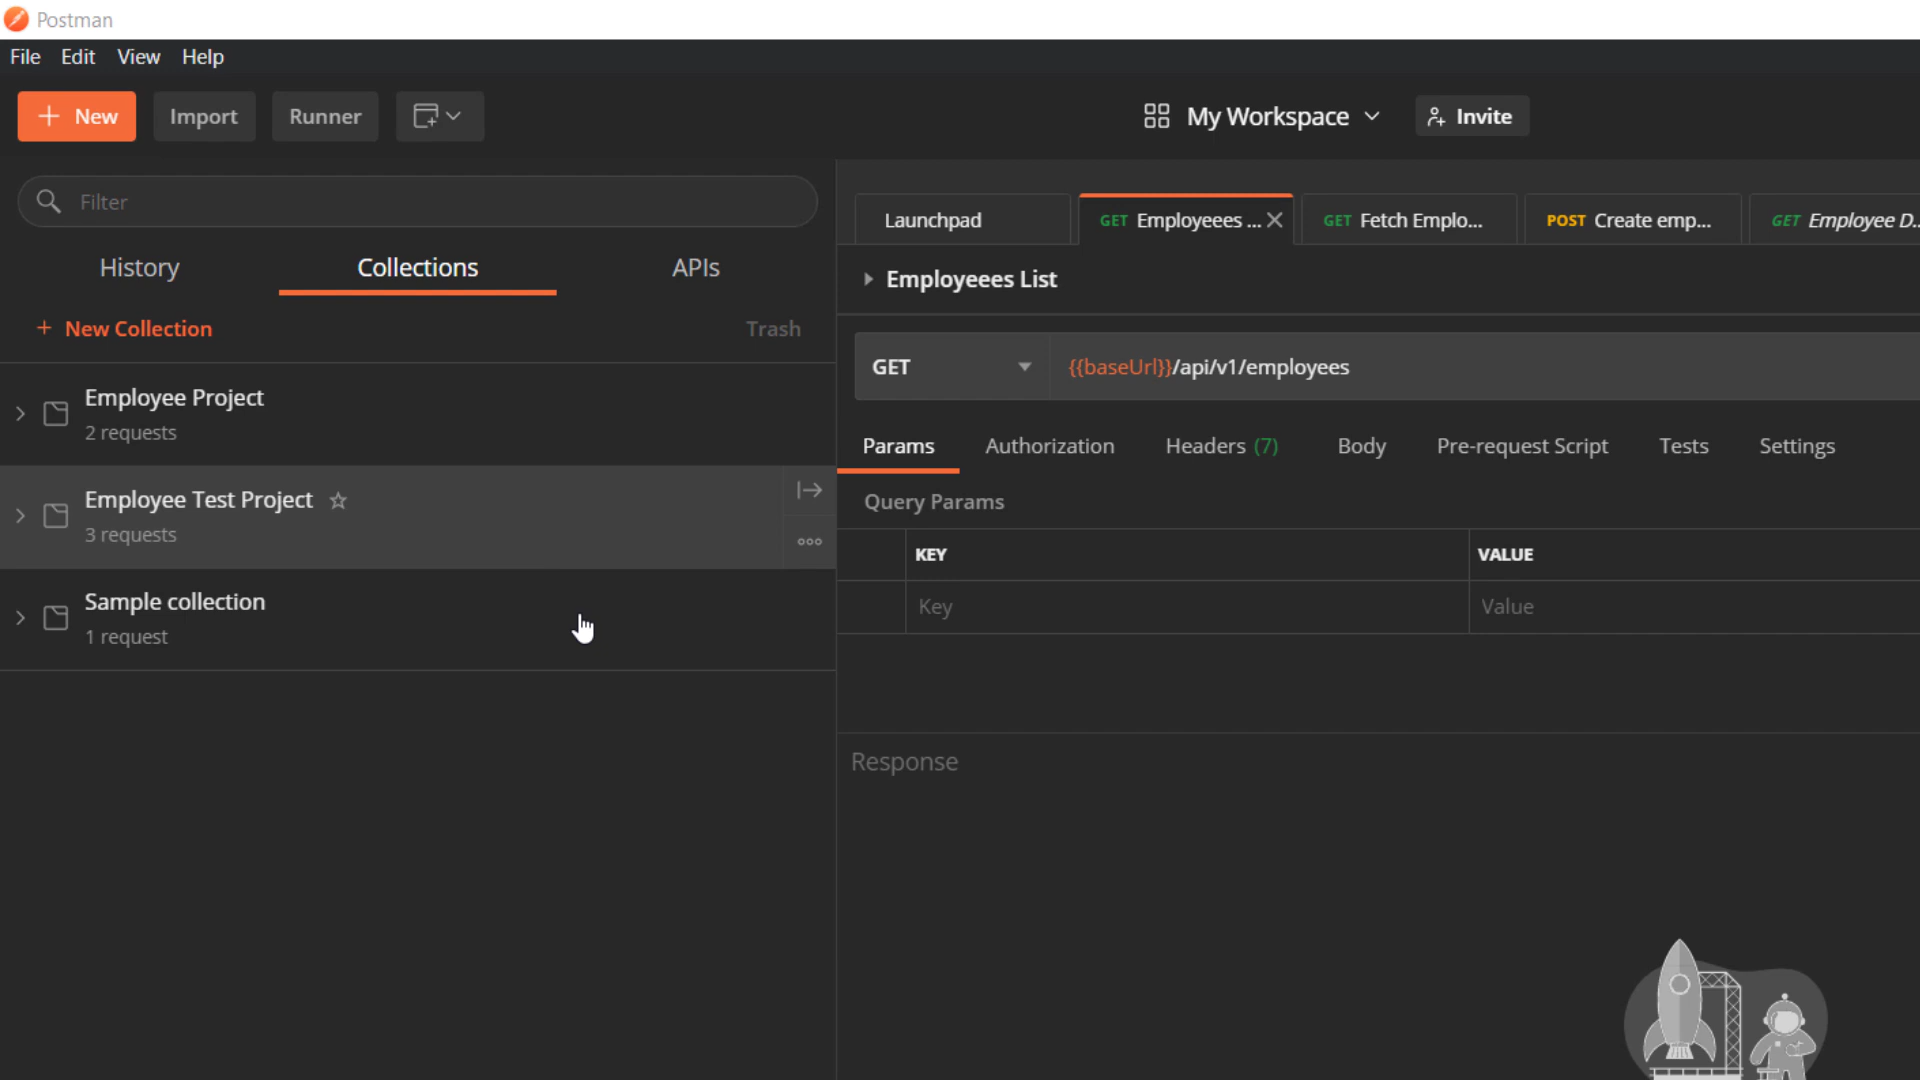 Postman
File Edit View Help
New Import Runner My Workspace Invite
Filter
Launchpad GET Employeees ... GET Fetch Emplo... POST Create emp... GET Employee D...
History Collections APIs
Employeees List
+ New Collection Trash
GET {{baseUrl}}/api/v1/employees
Employee Project
2 requests
Params Authorization Headers (7) Body Pre-request Script Tests Settings
Employee Test Project
3 requests
Query Params
KEY VALUE
Key Value
Sample collection
1 request
Response